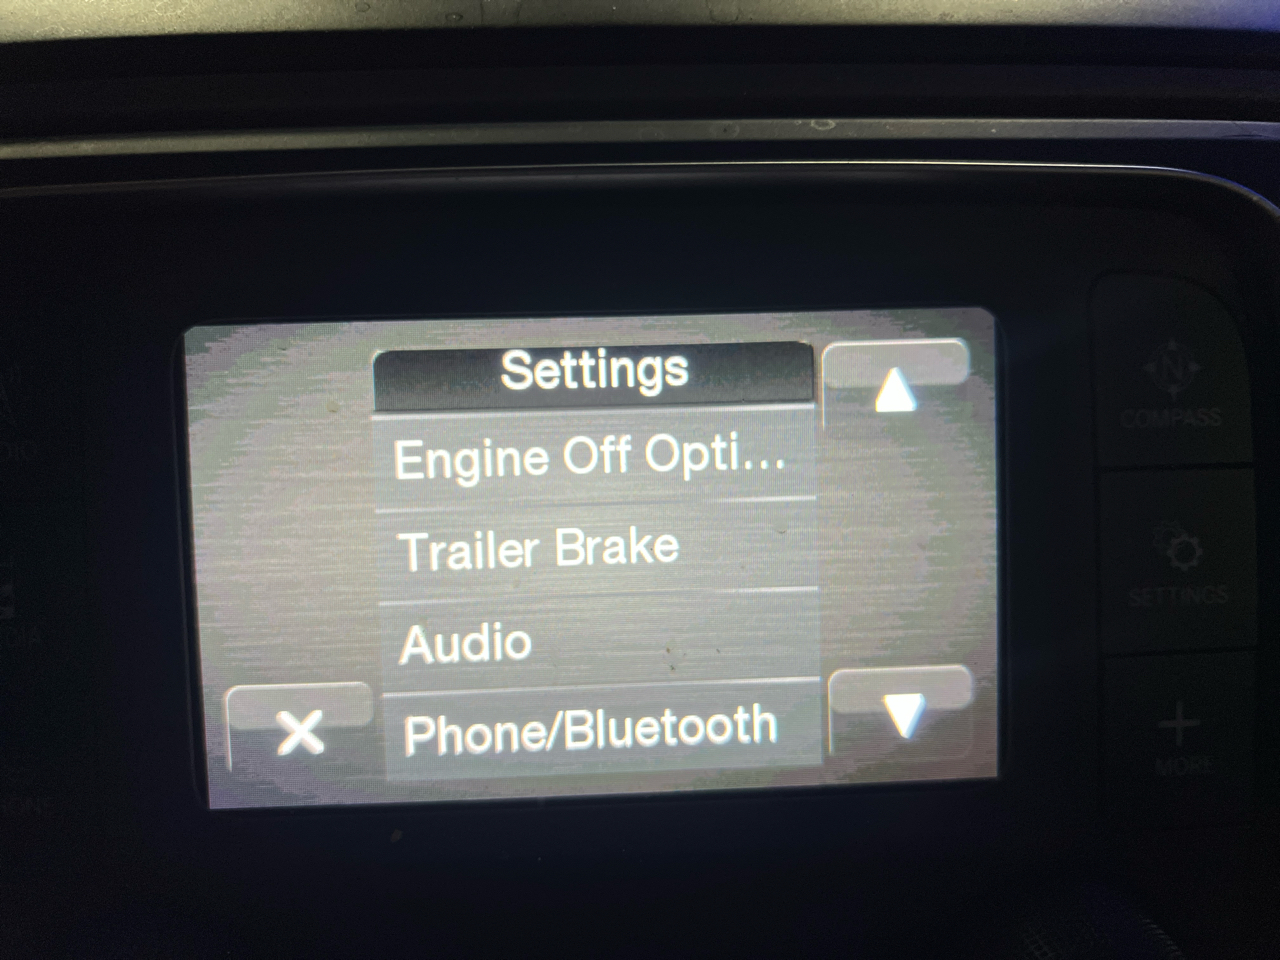 Settings
Engine Off Opti...
Trailer Brake
Audio
Phone/Bluetooth
COMPASS
SETTINGS
MORE